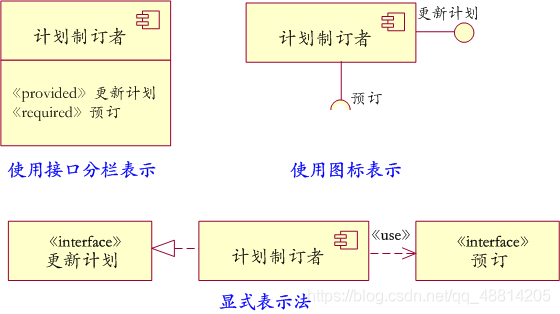 计划制订者
《provided》更新计划
《required》预订
使用接口分栏表示
计划制订者
更新计划
预订
使用图标表示
《interface》
更新计划
计划制订者
《use》
《interface》
预订
显式表示法
https://blog.csdn.net/qq_48814205